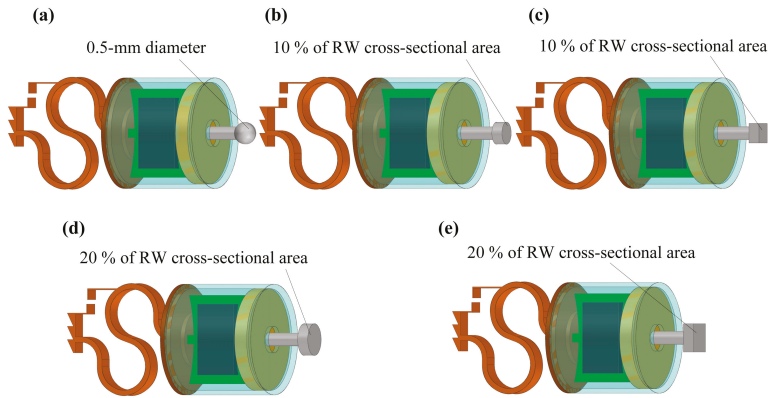 (a)
(b)
(c)
0.5-mm diameter
10 % of RW cross-sectional area
10 % of RW cross-sectional area
(d)
(e)
20 % of RW cross-sectional area
20 % of RW cross-sectional area